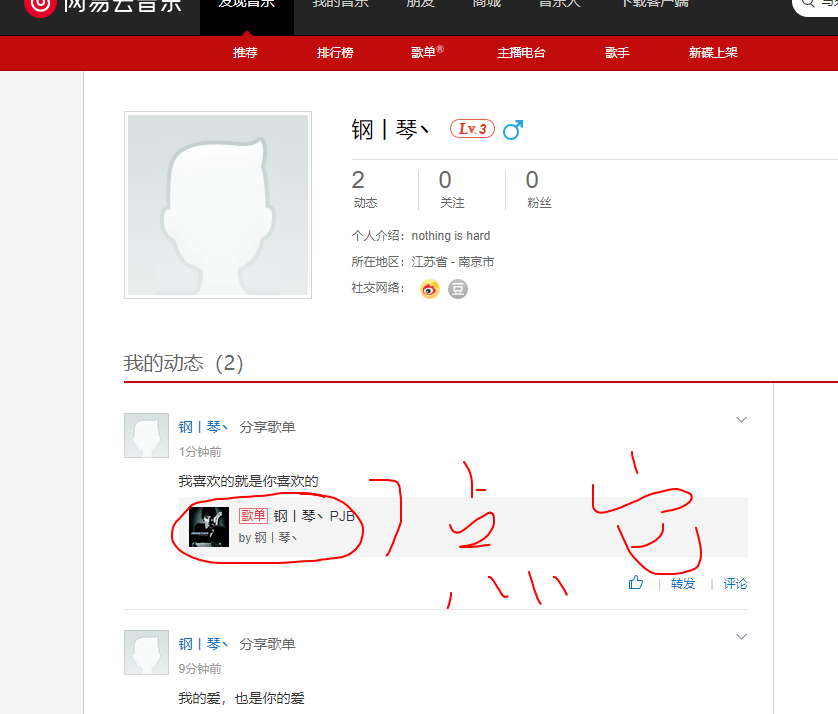 网易云音乐 发现音乐 我的音乐 朋友 商城 音乐人 下载客户端
推荐 排行榜 歌单® 主播电台 歌手 新碟上架
钢丨琴丶 Lv.3
2 0 0
动态 关注 粉丝
个人介绍：nothing is hard
所在地区：江苏省 - 南京市
社交网络： 豆
我的动态（2）
钢丨琴丶 分享歌单
1分钟前
我喜欢的就是你喜欢的
歌单 钢丨琴丶PJB
by 钢丨琴丶
点 它
转发 | 评论
钢丨琴丶 分享歌单
9分钟前
我的爱，也是你的爱